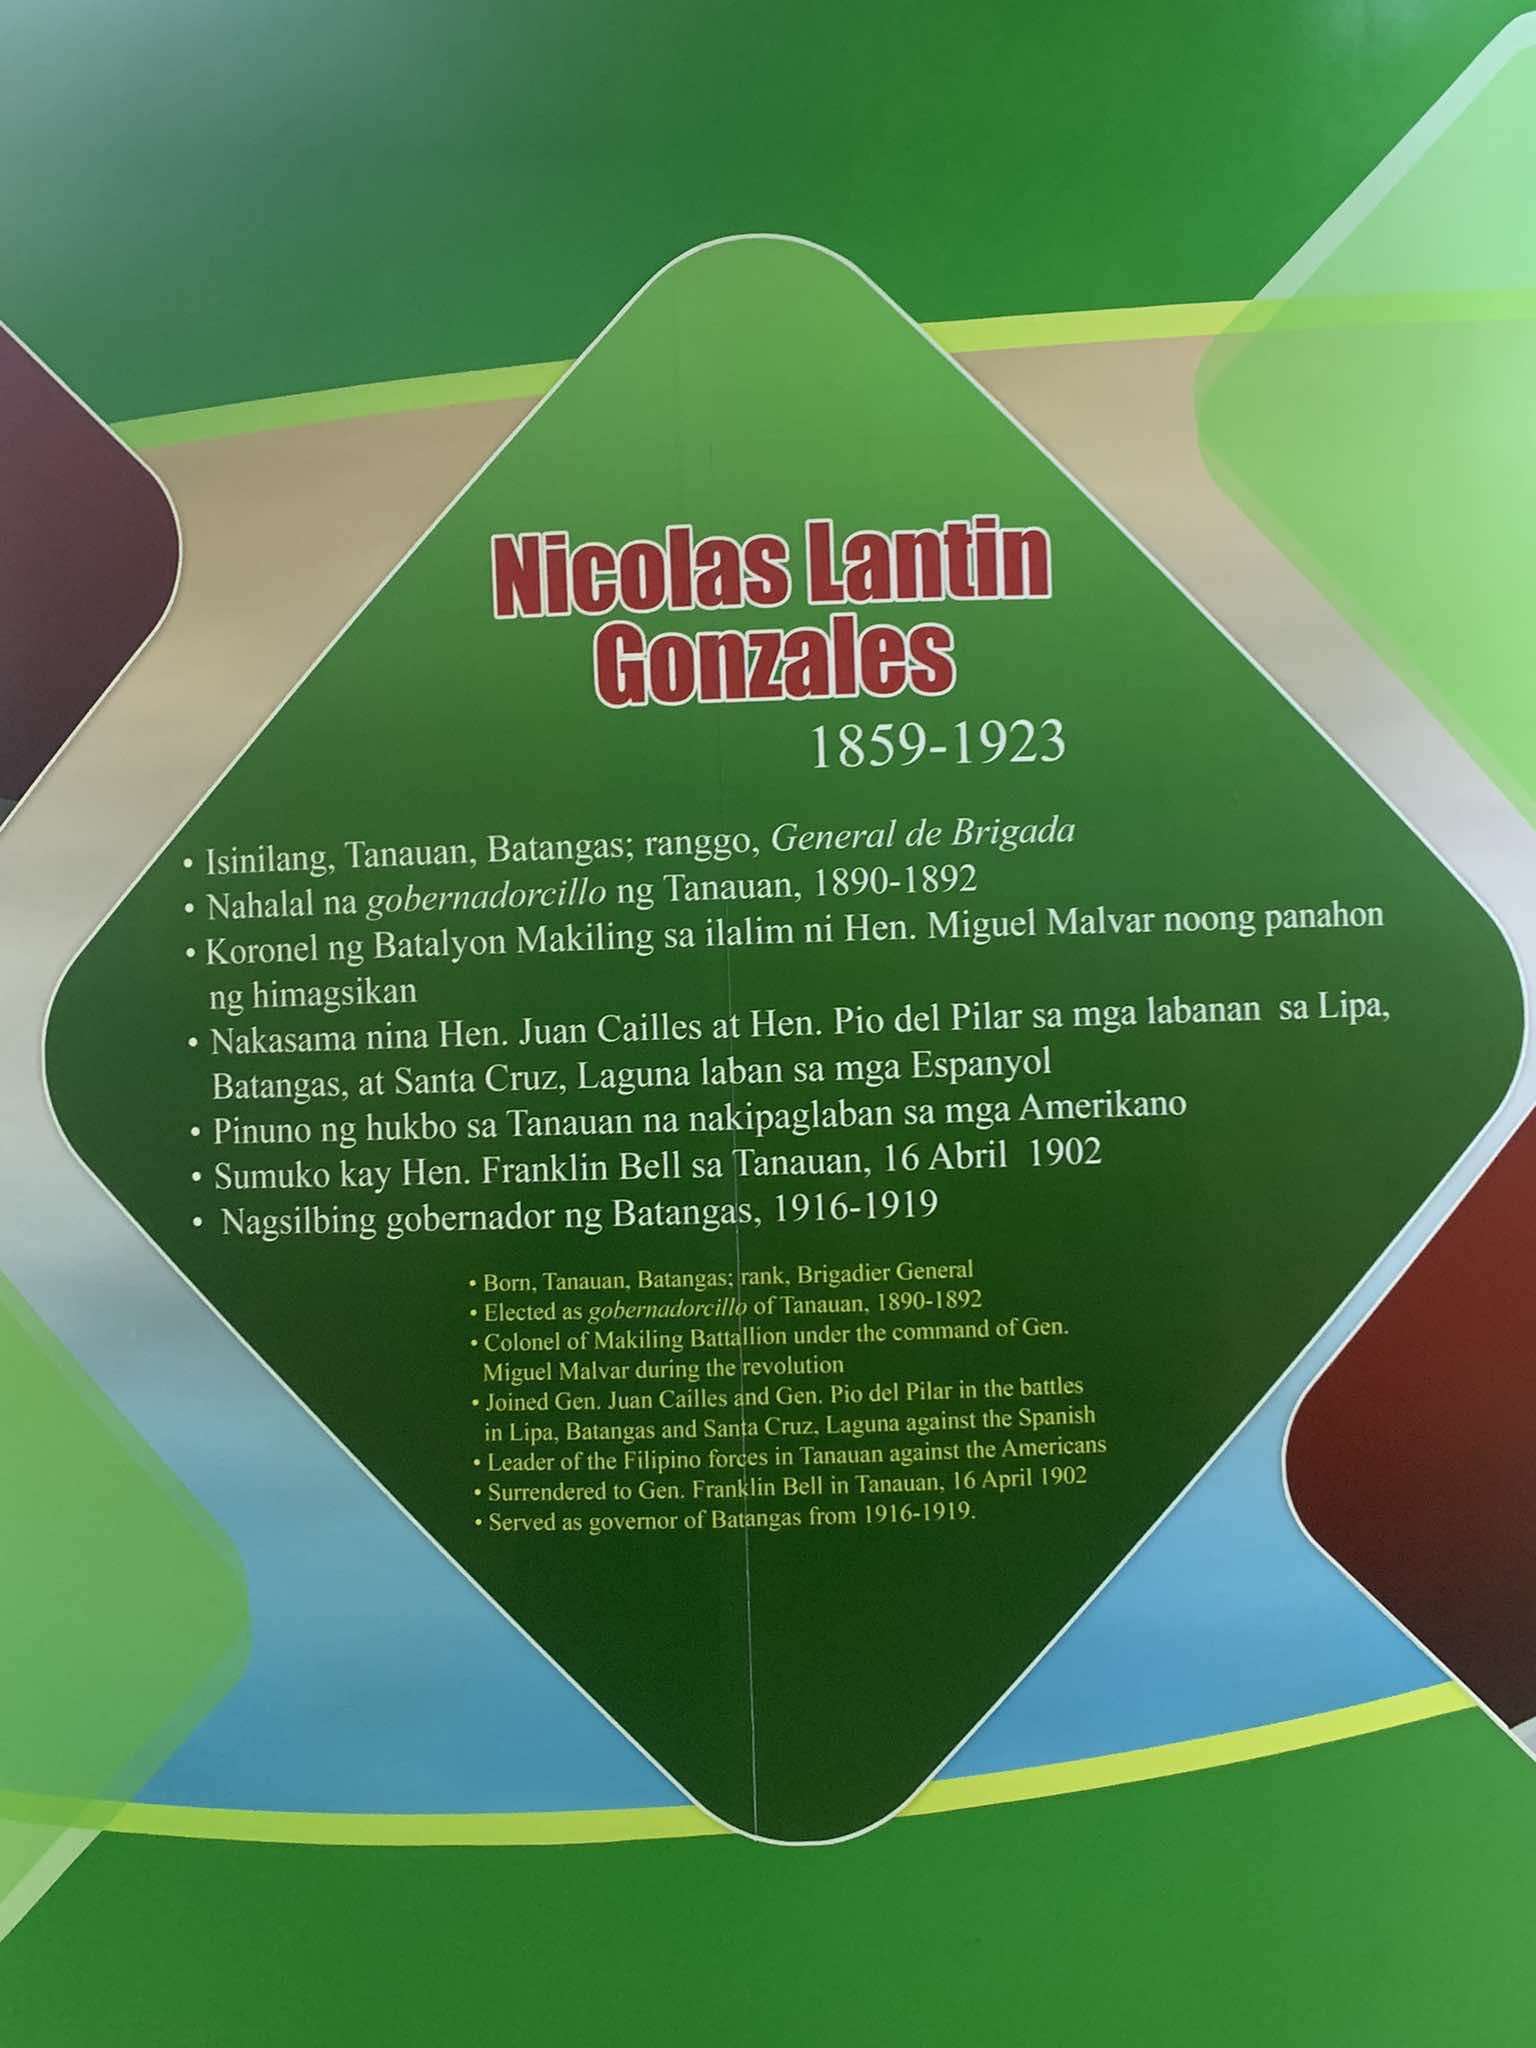 Nicolas Lantin
Gonzales
1859-1923
• Isinilang, Tanauan, Batangas; ranggo, General de Brigada
• Nahalal na gobernadorcillo ng Tanauan, 1890-1892
• Koronel ng Batalyon Makiling sa ilalim ni Hen. Miguel Malvar noong panahon
ng himagsikan
• Nakasama nina Hen. Juan Cailles at Hen. Pio del Pilar sa mga labanan sa Lipa,
Batangas, at Santa Cruz, Laguna laban sa mga Espanyol
• Pinuno ng hukbo sa Tanauan na nakipaglaban sa mga Amerikano
• Sumuko kay Hen. Franklin Bell sa Tanauan, 16 Abril 1902
• Nagsilbing gobernador ng Batangas, 1916-1919
• Born, Tanauan, Batangas; rank, Brigadier General
• Elected as gobernadorcillo of Tanauan, 1890-1892
• Colonel of Makiling Battallion under the command of Gen.
Miguel Malvar during the revolution
• Joined Gen. Juan Cailles and Gen. Pio del Pilar in the battles
in Lipa, Batangas and Santa Cruz, Laguna against the Spanish
• Leader of the Filipino forces in Tanauan against the Americans
• Surrendered to Gen. Franklin Bell in Tanauan, 16 April 1902
• Served as governor of Batangas from 1916-1919.